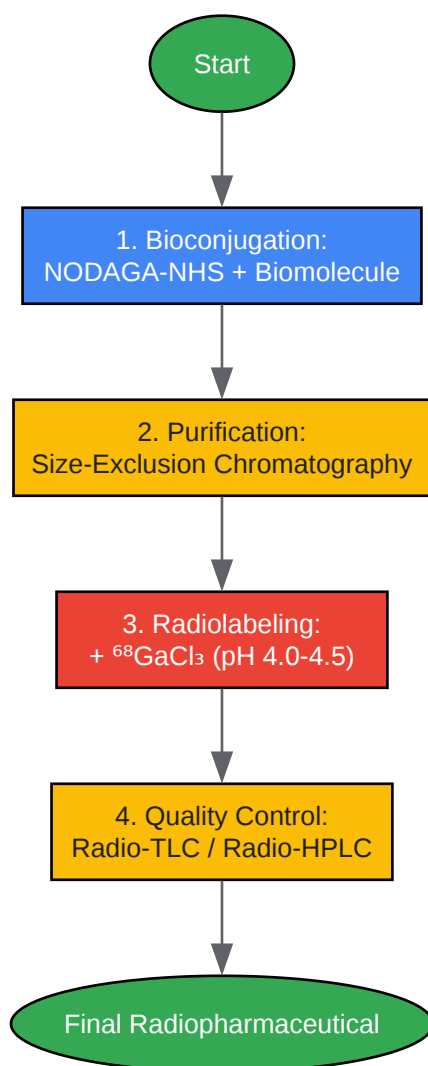 Start
1. Bioconjugation:
NODAGA-NHS + Biomolecule
2. Purification:
Size-Exclusion Chromatography
3. Radiolabeling:
+ ⁶⁸GaCl₃ (pH 4.0-4.5)
4. Quality Control:
Radio-TLC / Radio-HPLC
Final Radiopharmaceutical